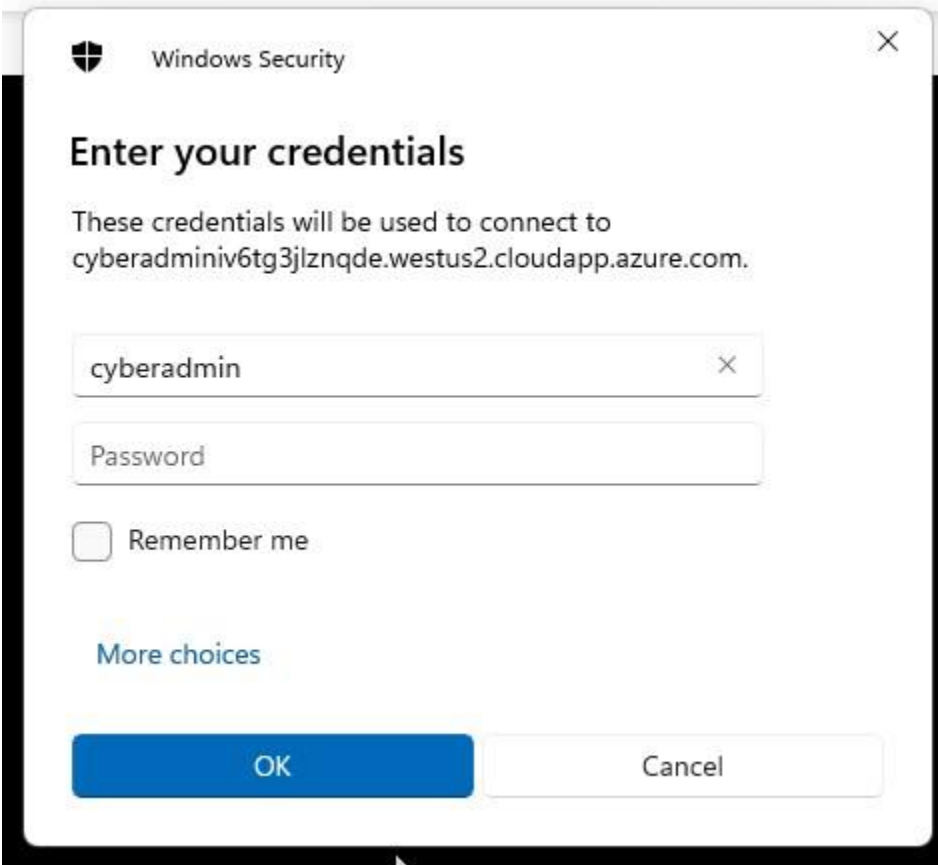 Windows Security
Enter your credentials
These credentials will be used to connect to
cyberadminiv6tg3jlznqde.westus2.cloudapp.azure.com.
cyberadmin
Password
Remember me
More choices
OK
Cancel